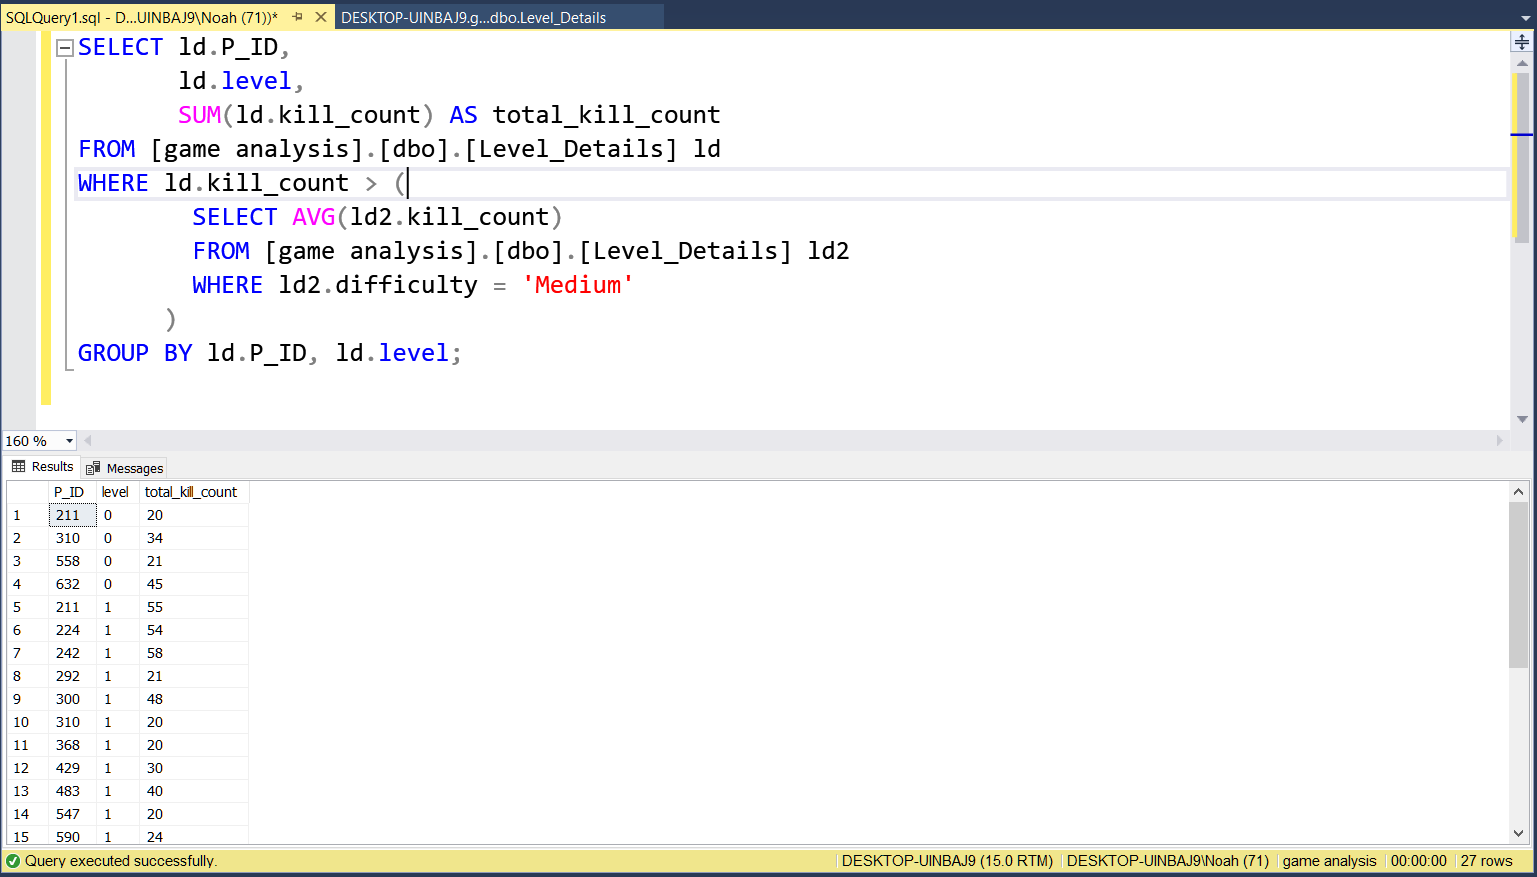 SQLQuery1.sql - D...UINBAJ9\Noah (71))* DESKTOP-UINBAJ9.g...dbo.Level_Details
SELECT ld.P_ID,
ld.level,
SUM(ld.kill_count) AS total_kill_count
FROM [game analysis].[dbo].[Level_Details] ld
WHERE ld.kill_count > (
SELECT AVG(ld2.kill_count)
FROM [game analysis].[dbo].[Level_Details] ld2
WHERE ld2.difficulty = 'Medium'
)
GROUP BY ld.P_ID, ld.level;
160 %
Results Messages
P_ID level total_kill_count
1 211 0 20
2 310 0 34
3 558 0 21
4 632 0 45
5 211 1 55
6 224 1 54
7 242 1 58
8 292 1 21
9 300 1 48
10 310 1 20
11 368 1 20
12 429 1 30
13 483 1 40
14 547 1 20
15 590 1 24
Query executed successfully. DESKTOP-UINBAJ9 (15.0 RTM) DESKTOP-UINBAJ9\Noah (71) game analysis 00:00:00 27 rows